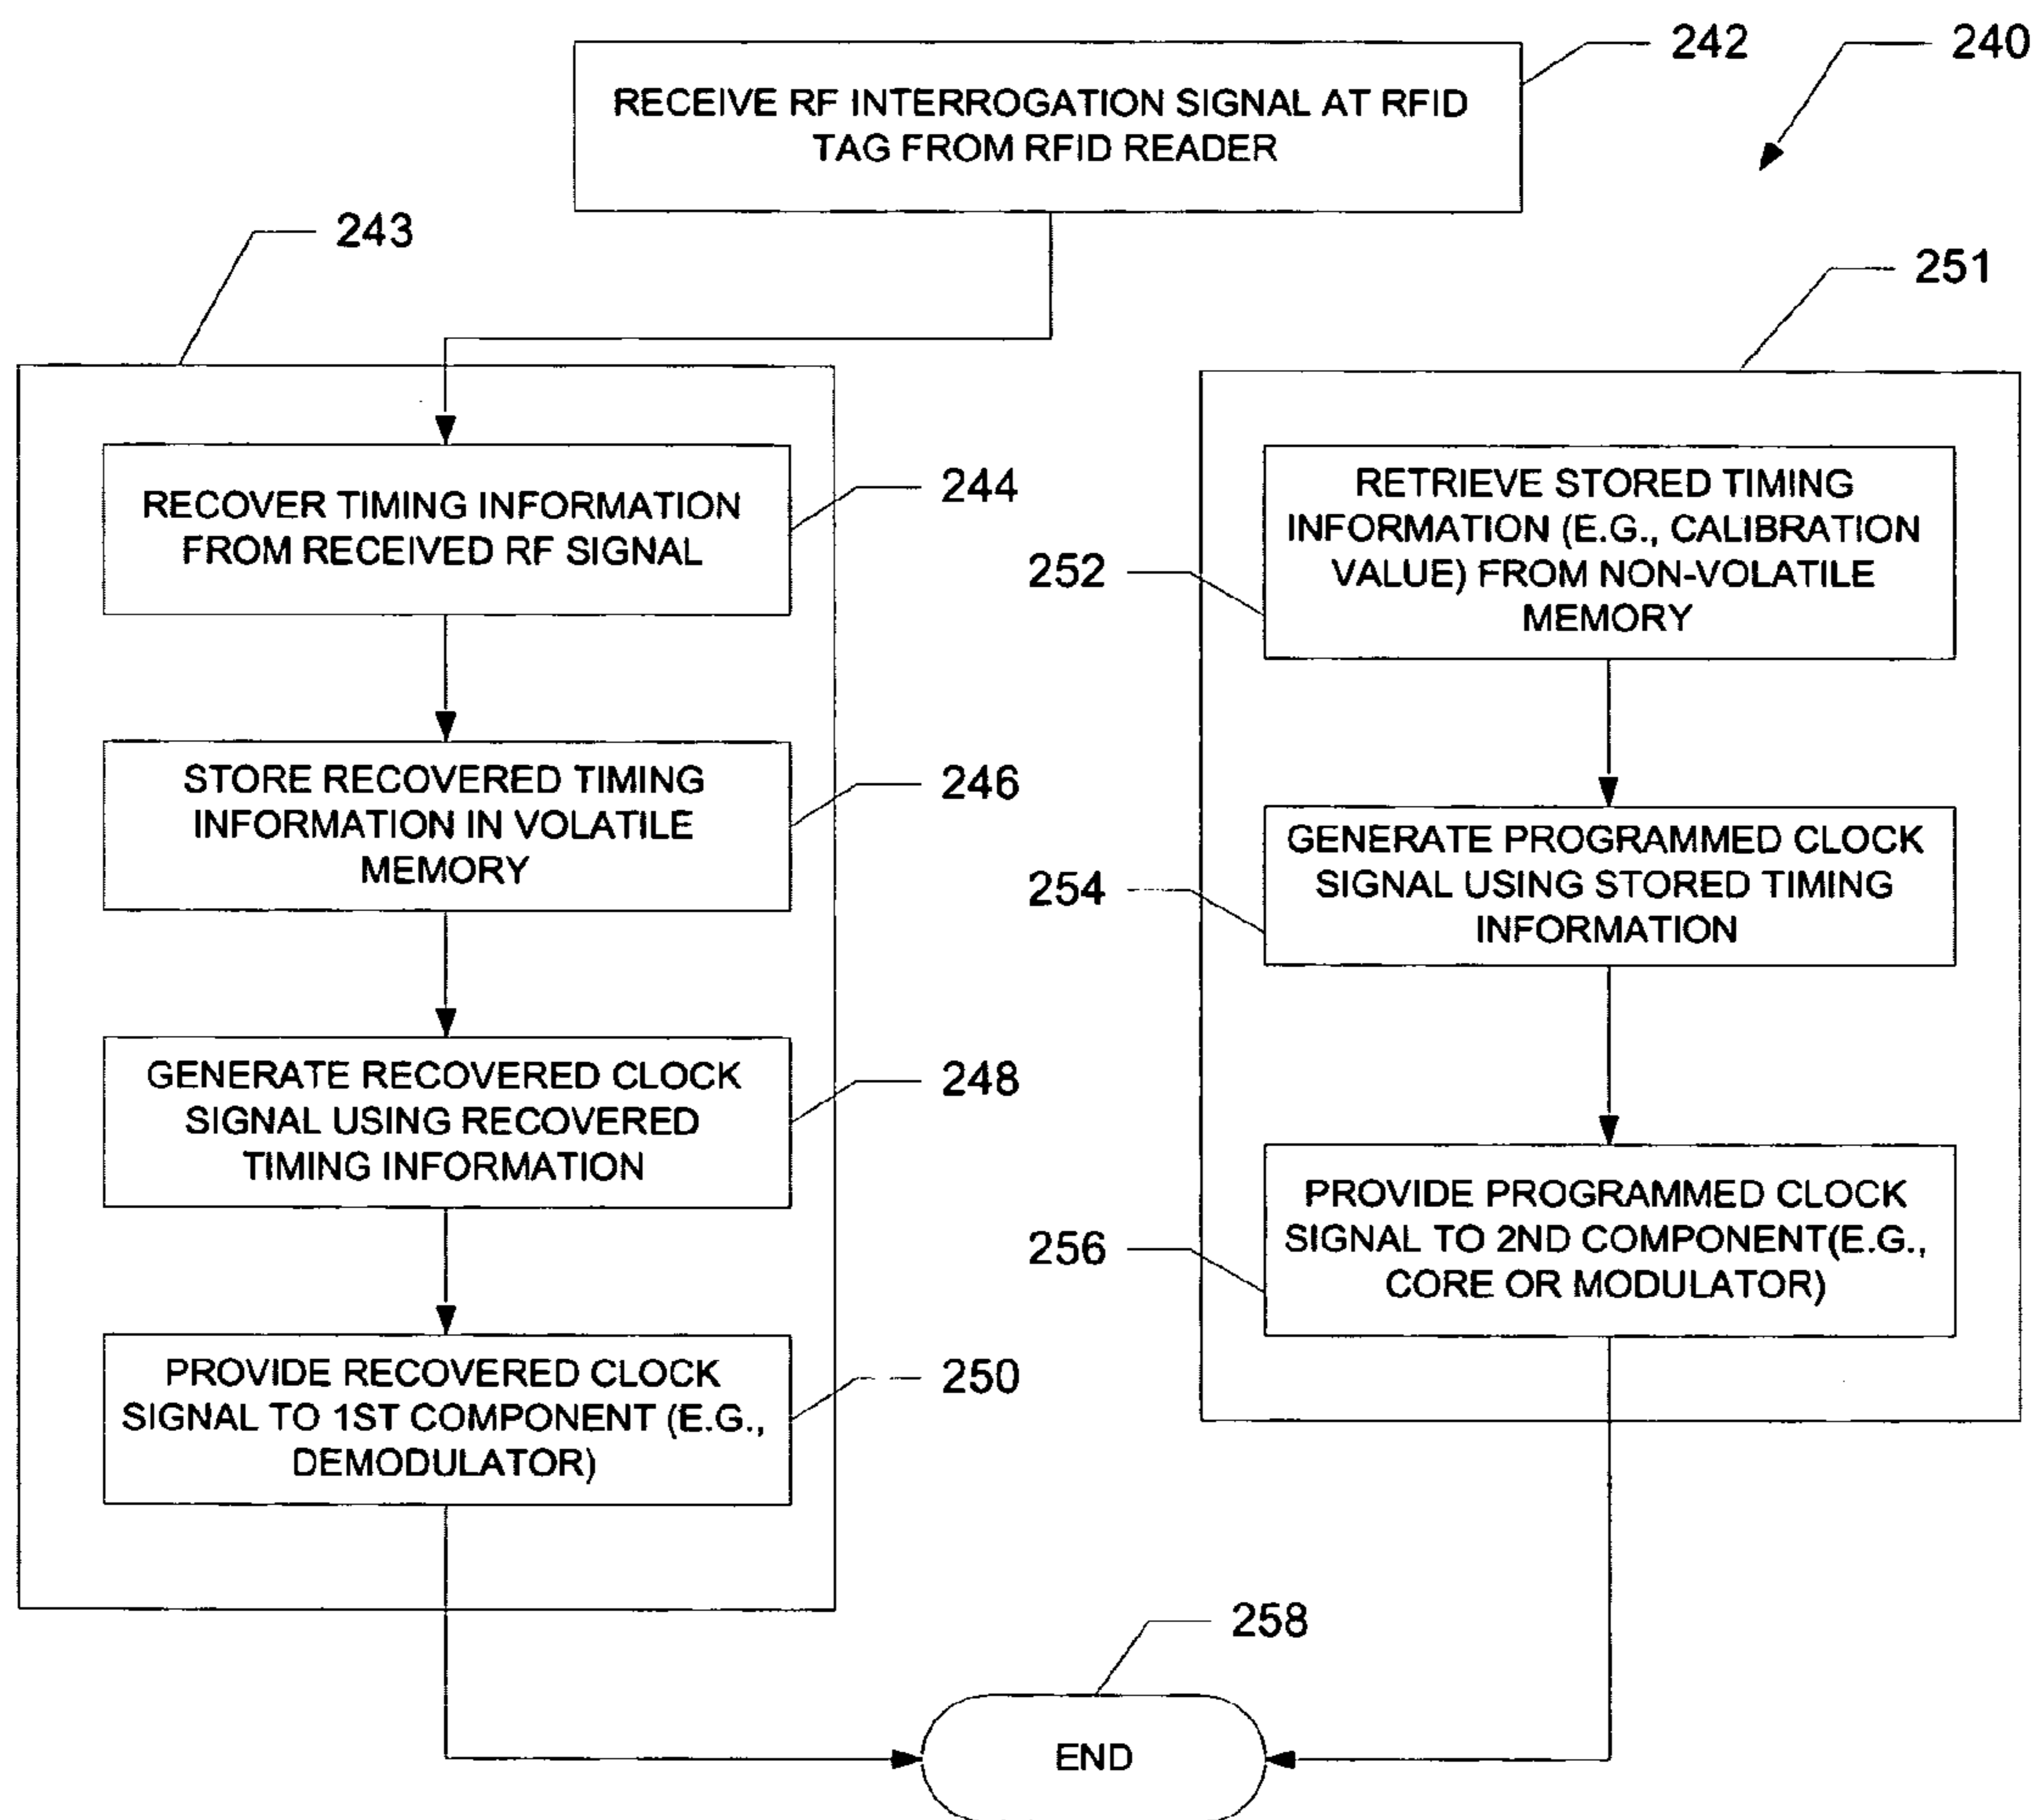 242
240
RECEIVE RF INTERROGATION SIGNAL AT RFID
TAG FROM RFID READER
243
251
RECOVER TIMING INFORMATION
FROM RECEIVED RF SIGNAL
244
STORE RECOVERED TIMING
INFORMATION IN VOLATILE
MEMORY
246
GENERATE RECOVERED CLOCK
SIGNAL USING RECOVERED
TIMING INFORMATION
248
PROVIDE RECOVERED CLOCK
SIGNAL TO 1ST COMPONENT (E.G.,
DEMODULATOR)
250
RETRIEVE STORED TIMING
INFORMATION (E.G., CALIBRATION
VALUE) FROM NON-VOLATILE
MEMORY
252
GENERATE PROGRAMMED CLOCK
SIGNAL USING STORED TIMING
INFORMATION
254
PROVIDE PROGRAMMED CLOCK
SIGNAL TO 2ND COMPONENT(E.G.,
CORE OR MODULATOR)
256
258
END